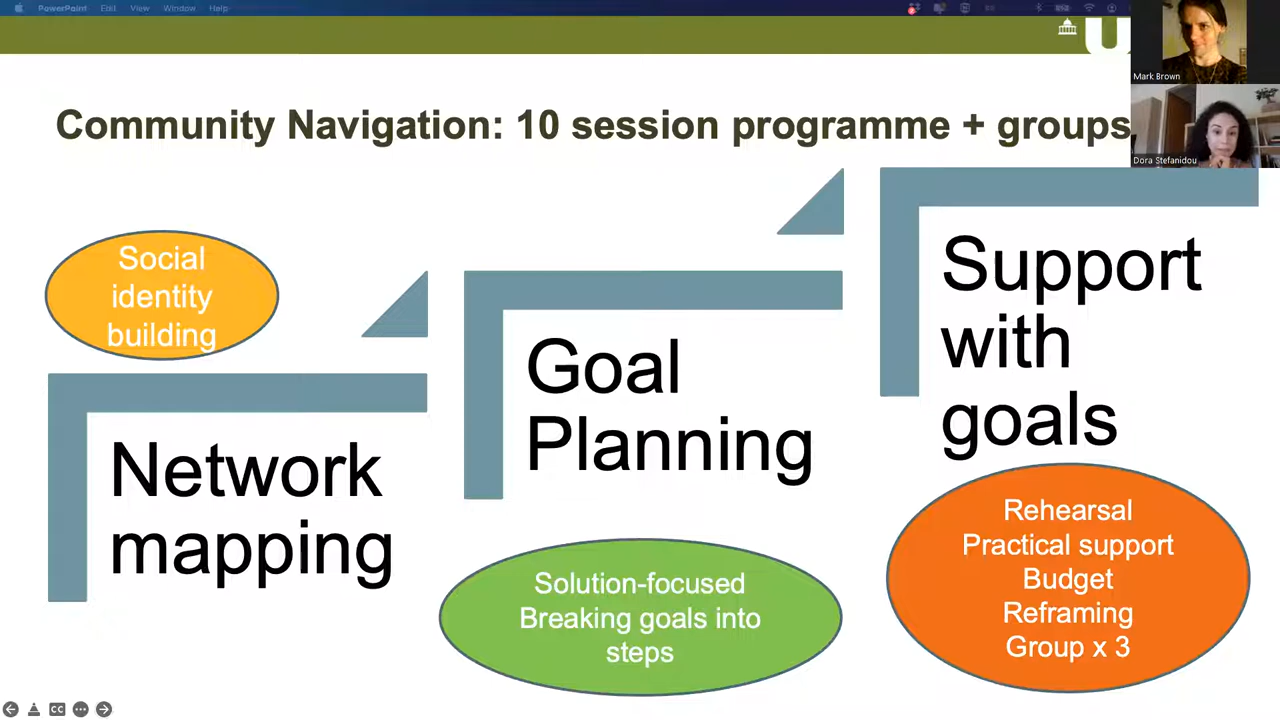 PowerPoint Edit View Window Help
U
Mark Brown
Dora Stefanidou
Community Navigation: 10 session programme + groups
Social
identity
building
Network
mapping
Goal
Planning
Solution-focused
Breaking goals into
steps
Support
with
goals
Rehearsal
Practical support
Budget
Reframing
Group x 3
CC